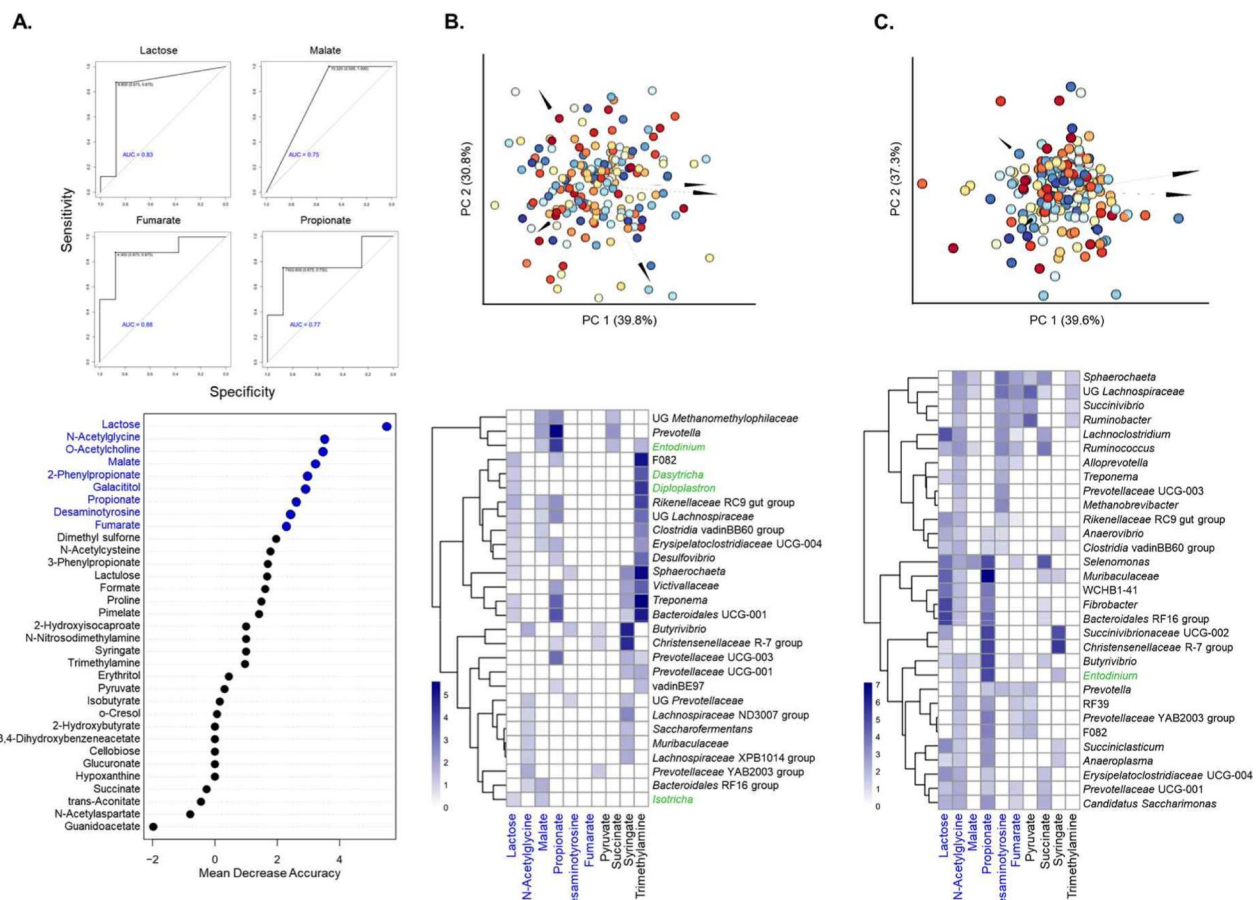 A.
Lactose
Malate
AUC = 0.83
AUC = 0.75
Fumarate
Propionate
AUC = 0.88
AUC = 0.77
Sensitivity
Specificity
Lactose
N-Acetylglycine
O-Acetylcholine
Malate
2-Phenylpropionate
Galacititol
Propionate
Desaminotyrosine
Fumarate
Dimethyl sulforne
N-Acetylcysteine
3-Phenylpropionate
Lactulose
Formate
Proline
Pimelate
2-Hydroxyisocaproate
N-Nitrosodimethylamine
Syringate
Trimethylamine
Erythritol
Pyruvate
Isobutyrate
o-Cresol
2-Hydroxybutyrate
3,4-Dihydroxybenzeneacetate
Cellobiose
Glucuronate
Hypoxanthine
Succinate
trans-Aconitate
N-Acetylaspartate
Guanidoacetate
−2 0 2 4
Mean Decrease Accuracy
B.
PC 2 (30.8%)
PC 1 (39.8%)
UG Methanomethylophilaceae
Prevotella
Entodinium
F082
Dasytricha
Diploplastron
Rikenellaceae RC9 gut group
UG Lachnospiraceae
Clostridia vadinBB60 group
Erysipelatoclostridiaceae UCG-004
Desulfovibrio
Sphaerochaeta
Victivallaceae
Treponema
Bacteroidales UCG-001
Butyrivibrio
Christensenellaceae R-7 group
Prevotellaceae UCG-003
Prevotellaceae UCG-001
vadinBE97
UG Prevotellaceae
Lachnospiraceae ND3007 group
Saccharofermentans
Muribaculaceae
Lachnospiraceae XPB1014 group
Prevotellaceae YAB2003 group
Bacteroidales RF16 group
Isotricha
5
4
3
2
1
0
Lactose
N-Acetylglycine
Malate
Propionate
esaminotyrosine
Fumarate
Pyruvate
Succinate
Syringate
Trimethylamine
C.
PC 2 (37.3%)
PC 1 (39.6%)
Sphaerochaeta
UG Lachnospiraceae
Succinivibrio
Ruminobacter
Lachnoclostridium
Ruminococcus
Alloprevotella
Treponema
Prevotellaceae UCG-003
Methanobrevibacter
Rikenellaceae RC9 gut group
Anaerovibrio
Clostridia vadinBB60 group
Selenomonas
Muribaculaceae
WCHB1-41
Fibrobacter
Bacteroidales RF16 group
Succinivibrionaceae UCG-002
Christensenellaceae R-7 group
Butyrivibrio
Entodinium
Prevotella
RF39
Prevotellaceae YAB2003 group
F082
Succiniclasticum
Anaeroplasma
Erysipelatoclostridiaceae UCG-004
Prevotellaceae UCG-001
Candidatus Saccharimonas
7
6
5
4
3
2
1
0
Lactose
N-Acetylglycine
Malate
Propionate
Desaminotyrosine
Fumarate
Pyruvate
Succinate
Syringate
Trimethylamine